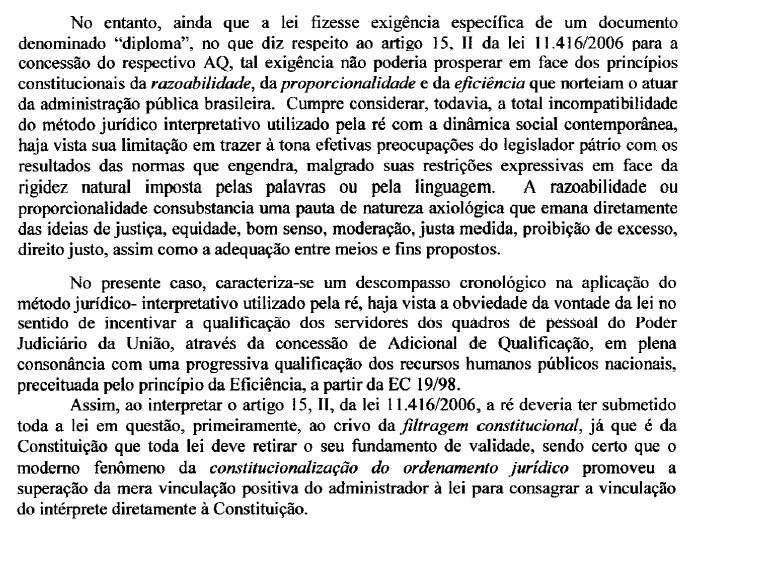 No entanto, ainda que a lei fizesse exigência específica de um documento
denominado “diploma”, no que diz respeito ao artigo 15, II da lei 11.416/2006 para a
concessão do respectivo AQ, tal exigência não poderia prosperar em face dos princípios
constitucionais da razoabilidade, da proporcionalidade e da eficiência que norteiam o atuar
da administração pública brasileira. Cumpre considerar, todavia, a total incompatibilidade
do método jurídico interpretativo utilizado pela ré com a dinâmica social contemporânea,
haja vista sua limitação em trazer à tona efetivas preocupações do legislador pátrio com os
resultados das normas que engendra, malgrado suas restrições expressivas em face da
rigidez natural imposta pelas palavras ou pela linguagem. A razoabilidade ou
proporcionalidade consubstancia uma pauta de natureza axiológica que emana diretamente
das ideias de justiça, equidade, bom senso, moderação, justa medida, proibição de excesso,
direito justo, assim como a adequação entre meios e fins propostos.
No presente caso, caracteriza-se um descompasso cronológico na aplicação do
método jurídico- interpretativo utilizado pela ré, haja vista a obviedade da vontade da lei no
sentido de incentivar a qualificação dos servidores dos quadros de pessoal do Poder
Judiciário da União, através da concessão de Adicional de Qualificação, em plena
consonância com uma progressiva qualificação dos recursos humanos públicos nacionais,
preceituada pelo princípio da Eficiência, a partir da EC 19/98.
Assim, ao interpretar o artigo 15, II, da lei 11.416/2006, a ré deveria ter submetido
toda a lei em questão, primeiramente, ao crivo da filtragem constitucional, já que é da
Constituição que toda lei deve retirar o seu fundamento de validade, sendo certo que o
moderno fenômeno da constitucionalização do ordenamento jurídico promoveu a
superação da mera vinculação positiva do administrador à lei para consagrar a vinculação
do intérprete diretamente à Constituição.